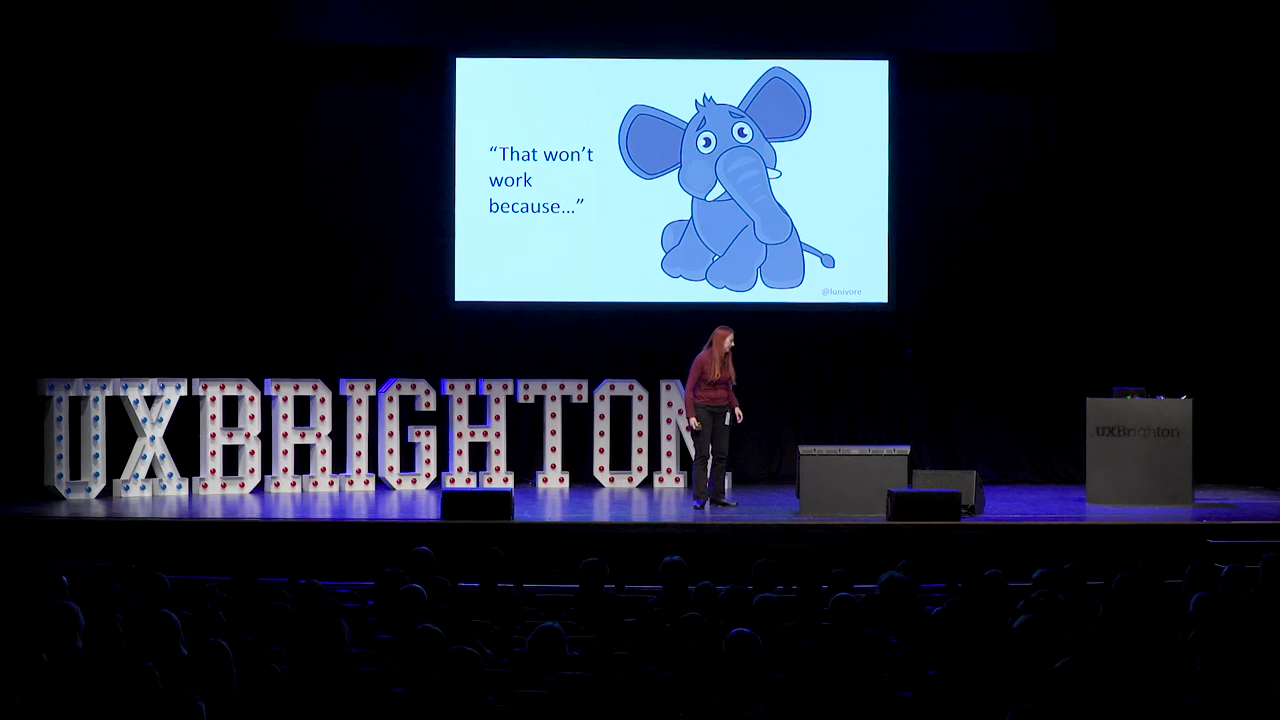 “That won’t
work
because...”
@lunivore
UXBRIGHTON
uxBrighton